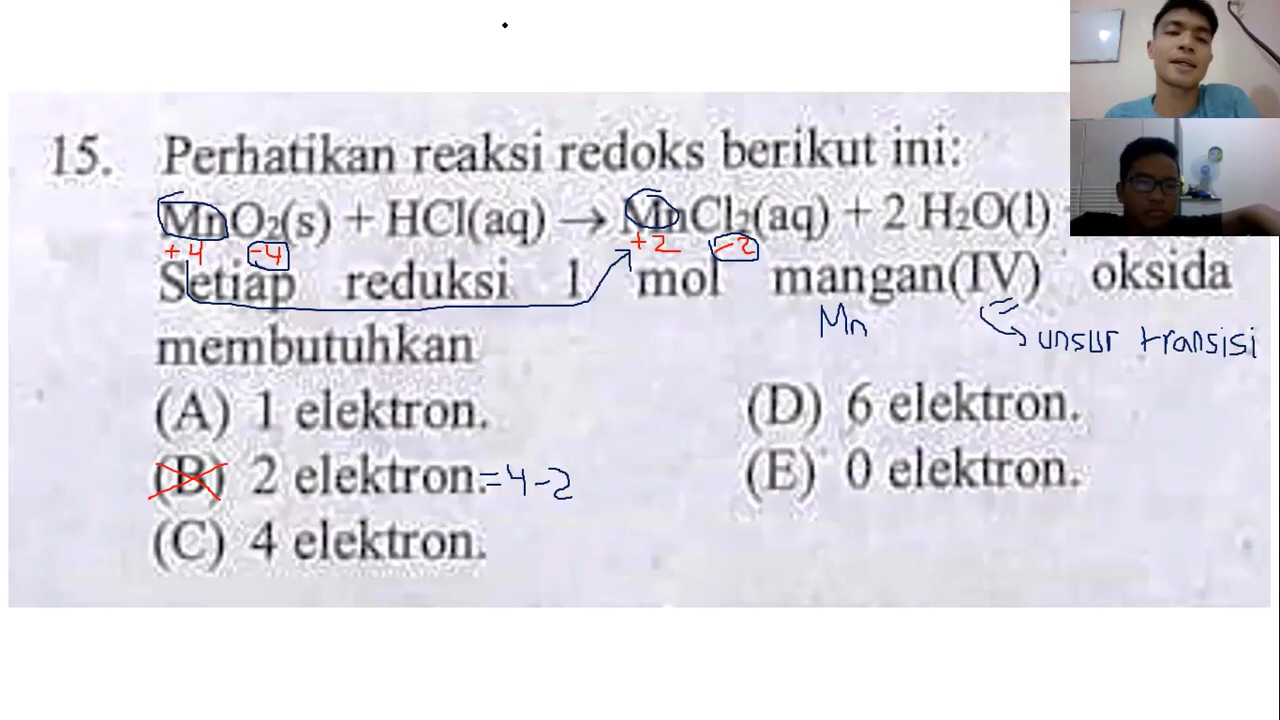 15. Perhatikan reaksi redoks berikut ini:
MnO₂(s) + HCl(aq) → MnCl₂(aq) + 2 H₂O(l)
+4 -4 +2 -2
Setiap reduksi 1 mol mangan(IV) oksida
Mn unsur transisi
membutuhkan
(A) 1 elektron. (D) 6 elektron.
(B) 2 elektron. =4-2 (E) 0 elektron.
(C) 4 elektron.